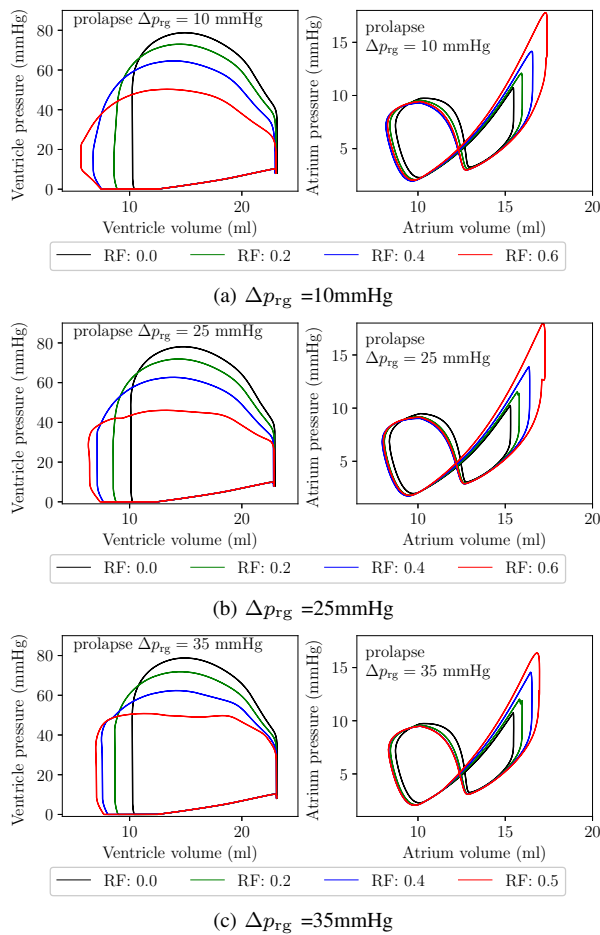 prolapse Δp_rg = 10 mmHg
Ventricle pressure (mmHg)
80
60
40
20
0
10
20
Ventricle volume (ml)
prolapse
Δp_rg = 10 mmHg
Atrium pressure (mmHg)
15
10
5
10
15
20
Atrium volume (ml)
RF: 0.0 RF: 0.2 RF: 0.4 RF: 0.6
(a) Δp_rg =10mmHg
prolapse Δp_rg = 25 mmHg
Ventricle pressure (mmHg)
80
60
40
20
0
10
20
Ventricle volume (ml)
prolapse
Δp_rg = 25 mmHg
Atrium pressure (mmHg)
15
10
5
10
15
20
Atrium volume (ml)
RF: 0.0 RF: 0.2 RF: 0.4 RF: 0.6
(b) Δp_rg =25mmHg
prolapse Δp_rg = 35 mmHg
Ventricle pressure (mmHg)
80
60
40
20
0
10
20
Ventricle volume (ml)
prolapse
Δp_rg = 35 mmHg
Atrium pressure (mmHg)
15
10
5
10
15
20
Atrium volume (ml)
RF: 0.0 RF: 0.2 RF: 0.4 RF: 0.5
(c) Δp_rg =35mmHg